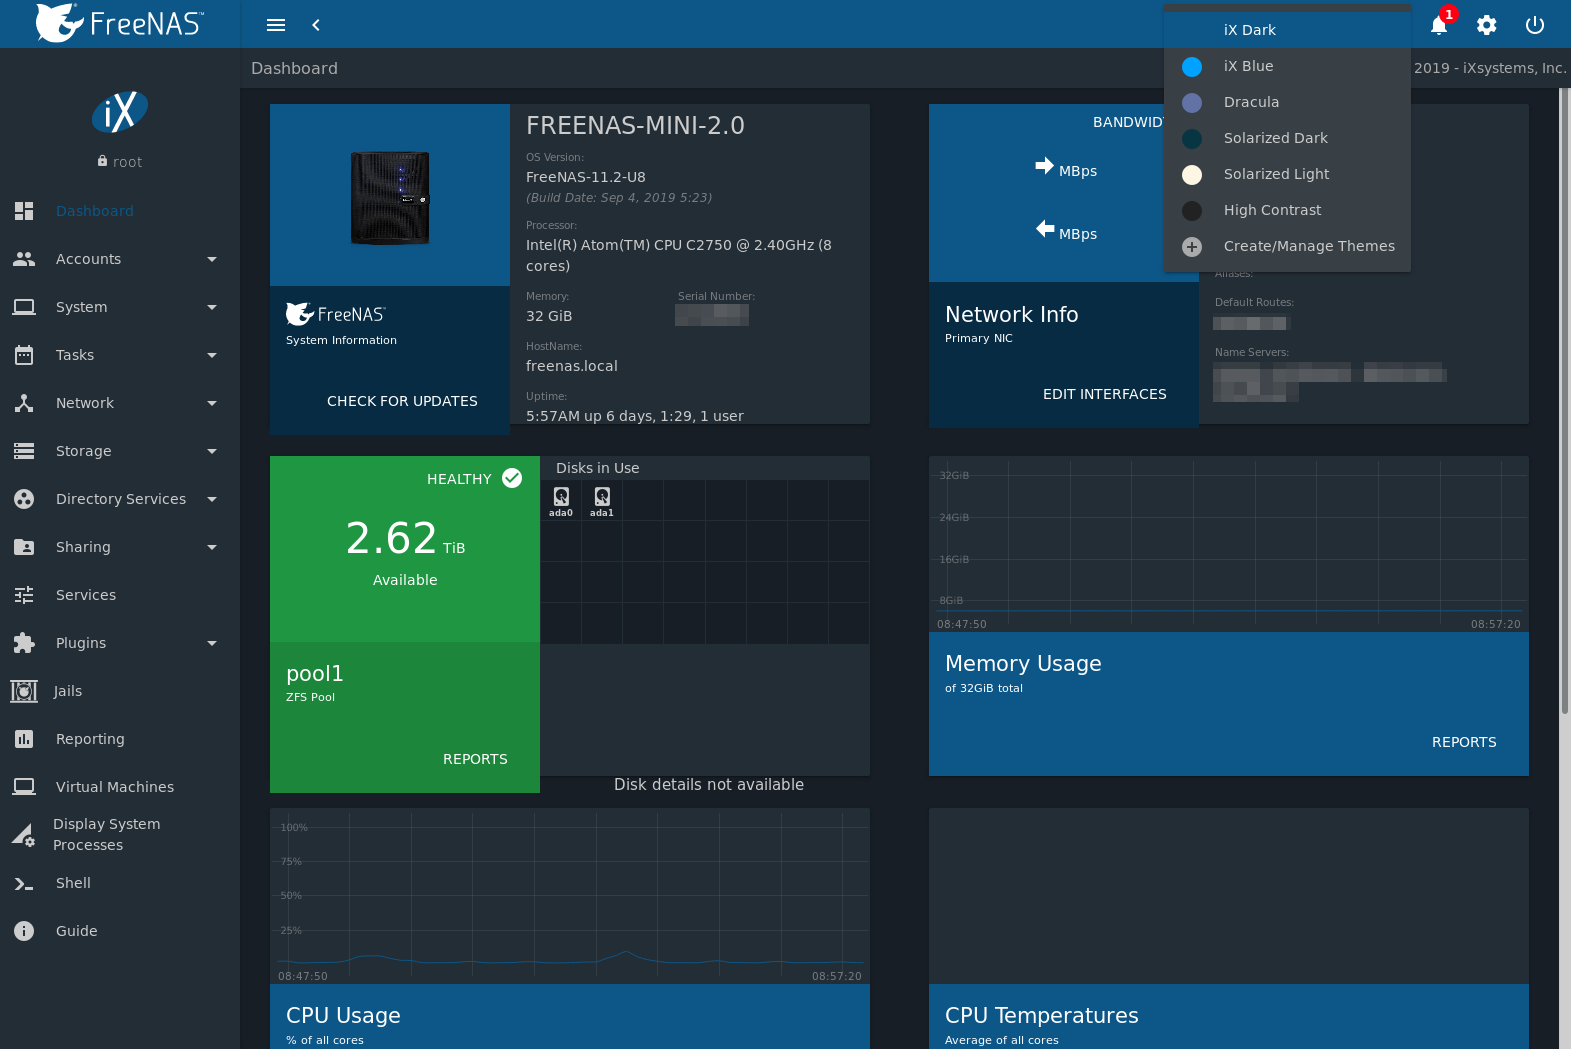 FreeNAS™
1
iX Dark
iX Blue
Dracula
Solarized Dark
Solarized Light
High Contrast
Create/Manage Themes
Dashboard
2019 - iXsystems, Inc.
iX
root
Dashboard
Accounts
System
Tasks
Network
Storage
Directory Services
Sharing
Services
Plugins
Jails
Reporting
Virtual Machines
Display System
Processes
Shell
Guide
FreeNAS
System Information
CHECK FOR UPDATES
FREENAS-MINI-2.0
OS Version:
FreeNAS-11.2-U8
(Build Date: Sep 4, 2019 5:23)
Processor:
Intel(R) Atom(TM) CPU C2750 @ 2.40GHz (8
cores)
Memory:
32 GiB
Serial Number:
HostName:
freenas.local
Uptime:
5:57AM up 6 days, 1:29, 1 user
BANDWID
MBps
MBps
Network Info
Primary NIC
EDIT INTERFACES
Aliases:
Default Routes:
Name Servers:
HEALTHY
2.62 TiB
Available
pool1
ZFS Pool
REPORTS
Disks in Use
ada0 ada1
Disk details not available
32GiB
24GiB
16GiB
8GiB
08:47:50 08:57:20
Memory Usage
of 32GiB total
REPORTS
100%
75%
50%
25%
08:47:50 08:57:20
CPU Usage
% of all cores
CPU Temperatures
Average of all cores